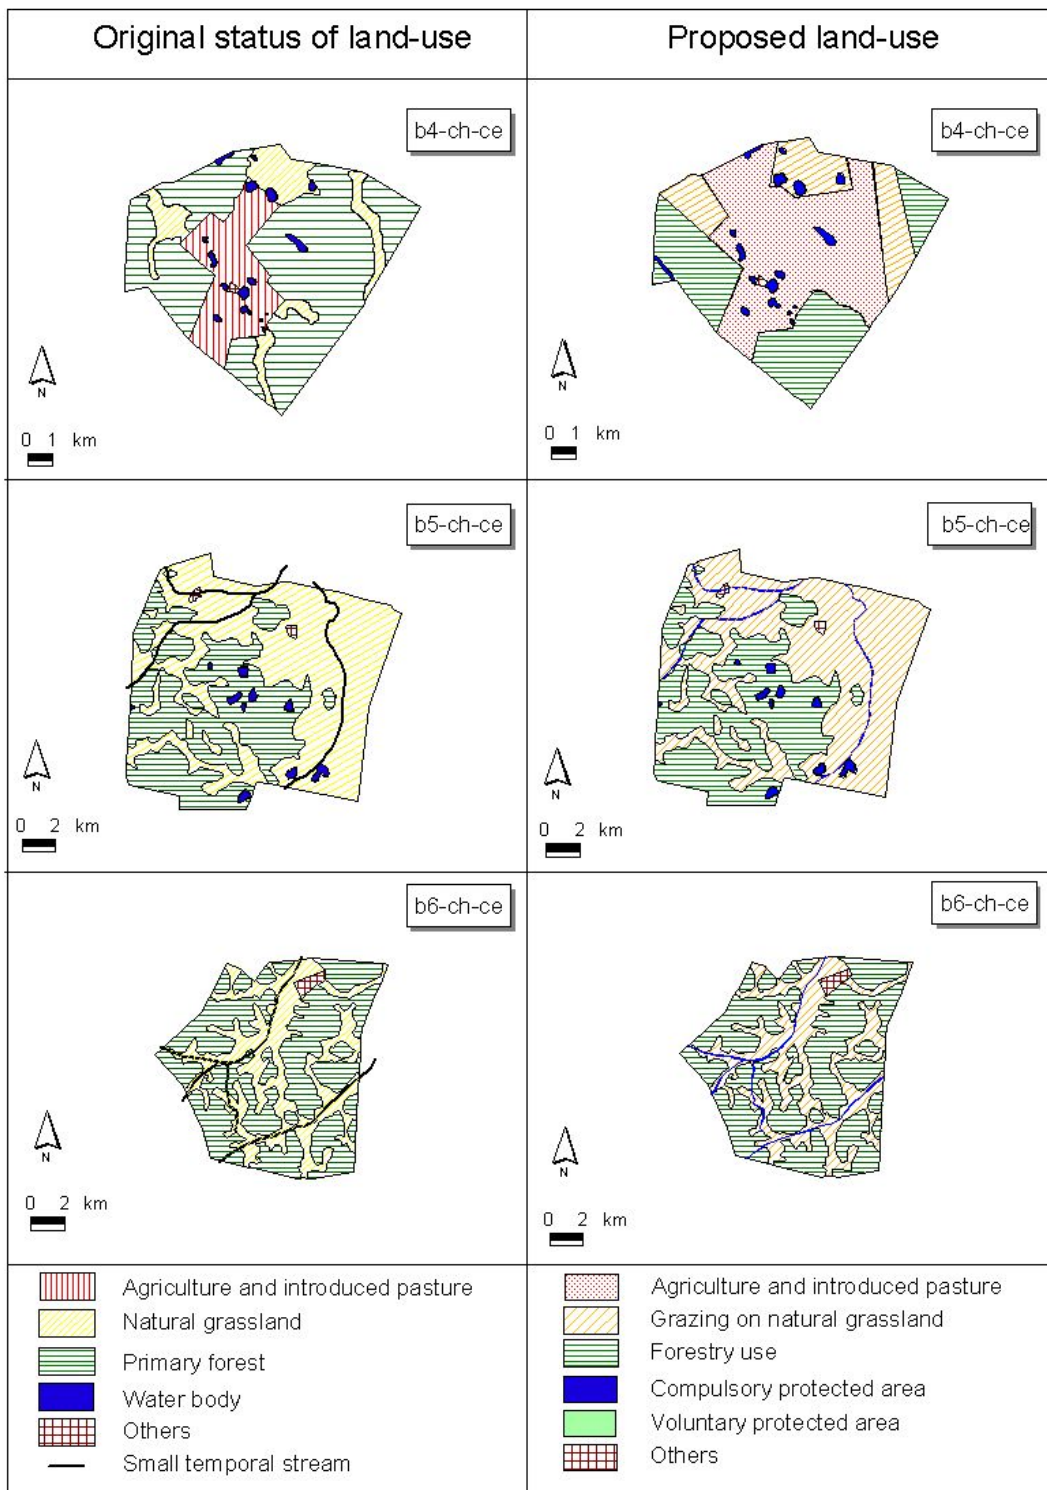 Original status of land-use
Proposed land-use
b4-ch-ce
b4-ch-ce
N
N
0 1 km
0 1 km
b5-ch-ce
b5-ch-ce
N
N
0 2 km
0 2 km
b6-ch-ce
b6-ch-ce
N
N
0 2 km
0 2 km
Agriculture and introduced pasture
Natural grassland
Primary forest
Water body
Others
Small temporal stream
Agriculture and introduced pasture
Grazing on natural grassland
Forestry use
Compulsory protected area
Voluntary protected area
Others